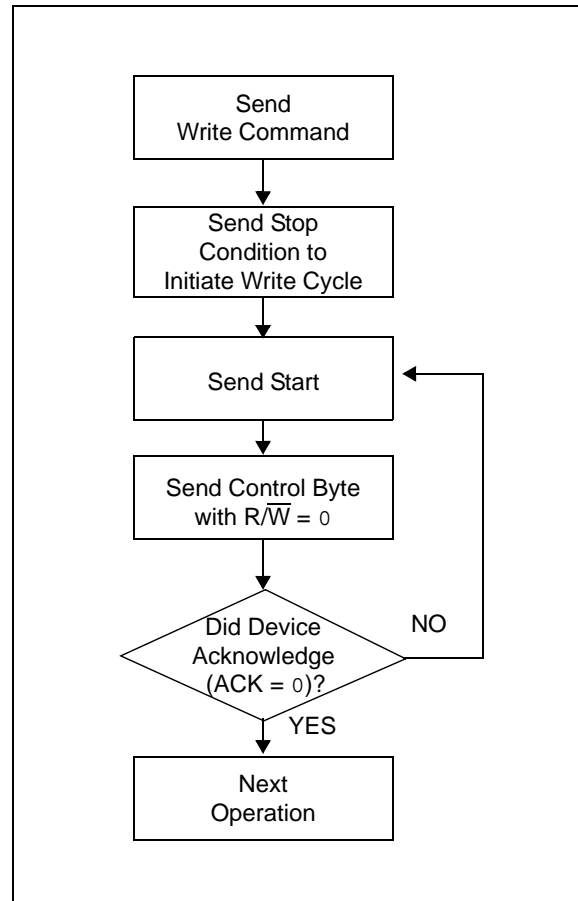 Send
Write Command
Send Stop
Condition to
Initiate Write Cycle
Send Start
Send Control Byte
with R/W̅ = 0
Did Device
Acknowledge
(ACK = 0)?
NO
YES
Next
Operation